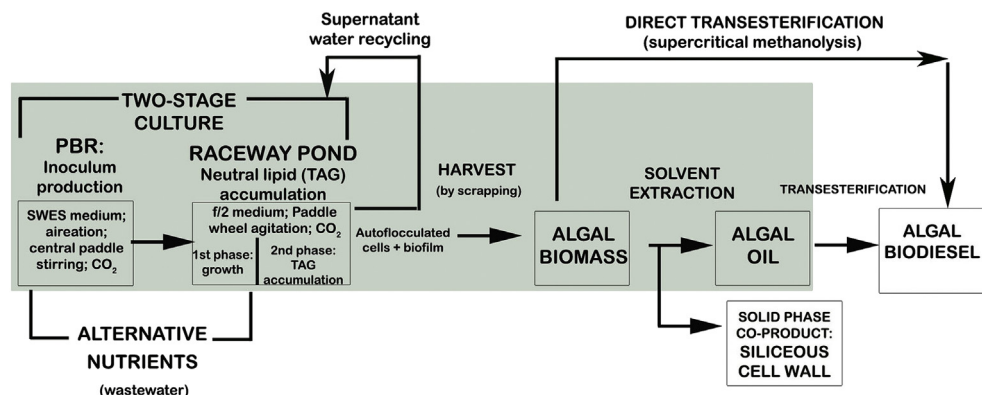 Supernatant
water recycling
DIRECT TRANSESTERIFICATION
(supercritical methanolysis)
TWO-STAGE
CULTURE
PBR:
Inoculum
production
RACEWAY POND
Neutral lipid (TAG)
accumulation
HARVEST
(by scrapping)
SOLVENT
EXTRACTION
TRANSESTERIFICATION
SWES medium;
aireation;
central paddle
stirring; CO₂
f/2 medium; Paddle
wheel agitation; CO₂
1st phase:
growth
2nd phase:
TAG
accumulation
Autoflocculated
cells + biofilm
ALGAL
BIOMASS
ALGAL
OIL
ALGAL
BIODIESEL
SOLID PHASE
CO-PRODUCT:
SILICEOUS
CELL WALL
ALTERNATIVE
NUTRIENTS
(wastewater)